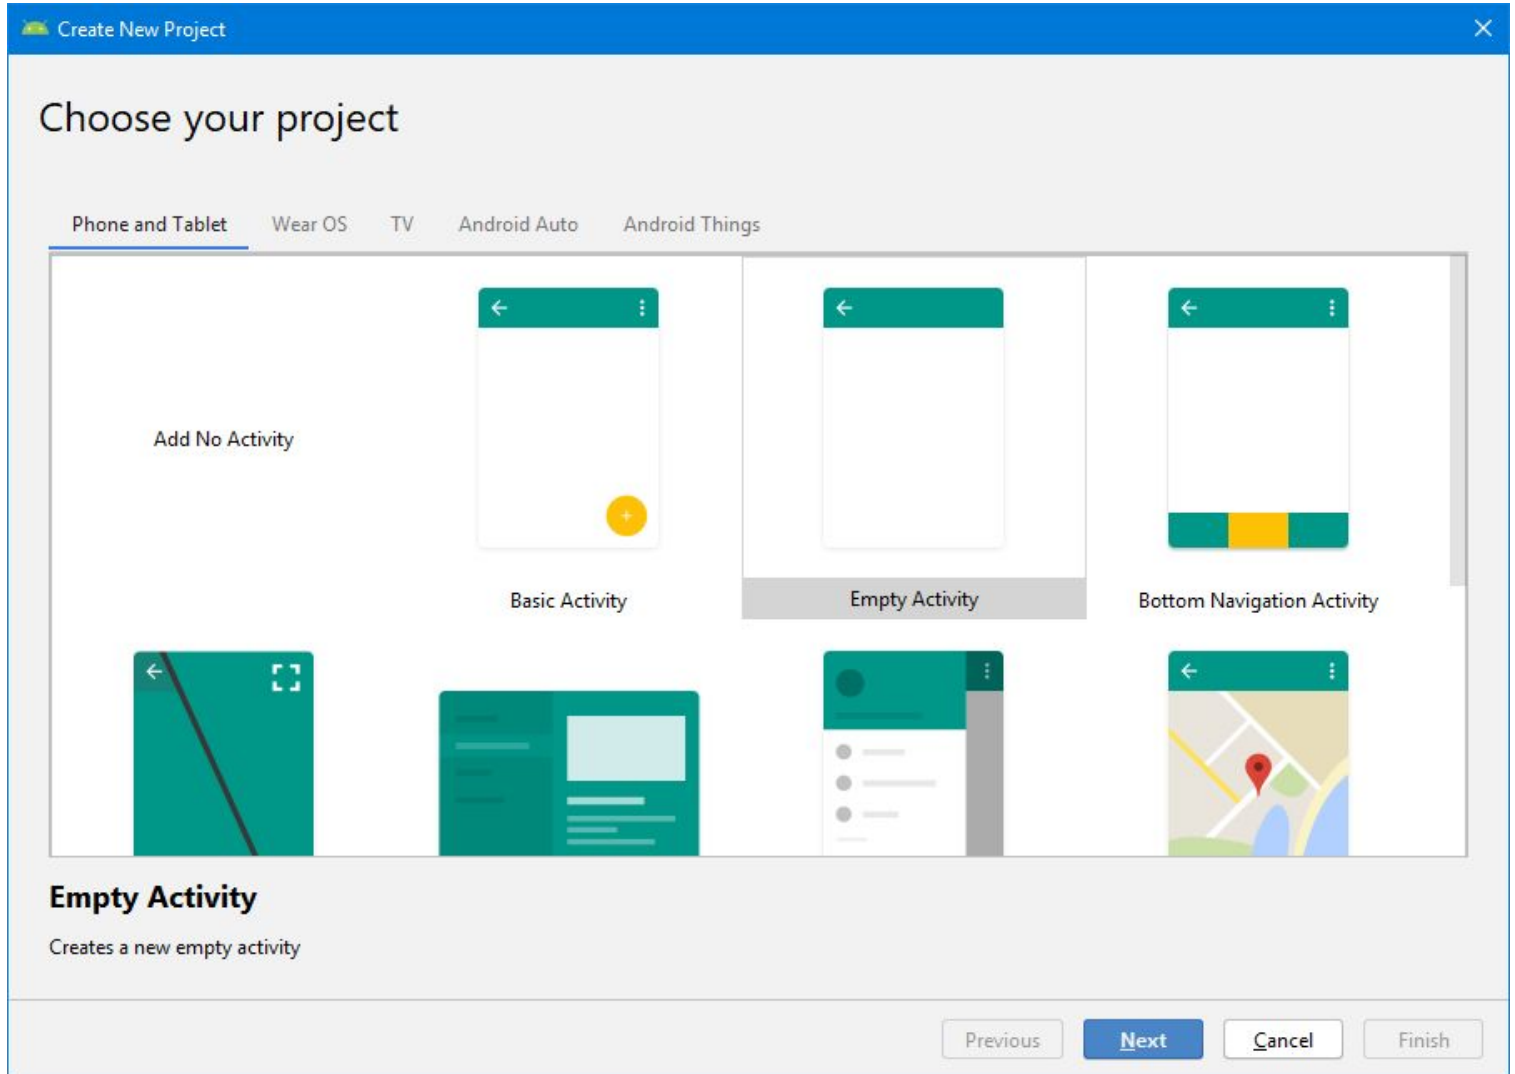 Create New Project
Choose your project
Phone and Tablet Wear OS TV Android Auto Android Things
Add No Activity
Basic Activity Empty Activity Bottom Navigation Activity
Empty Activity
Creates a new empty activity
Previous Next Cancel Finish